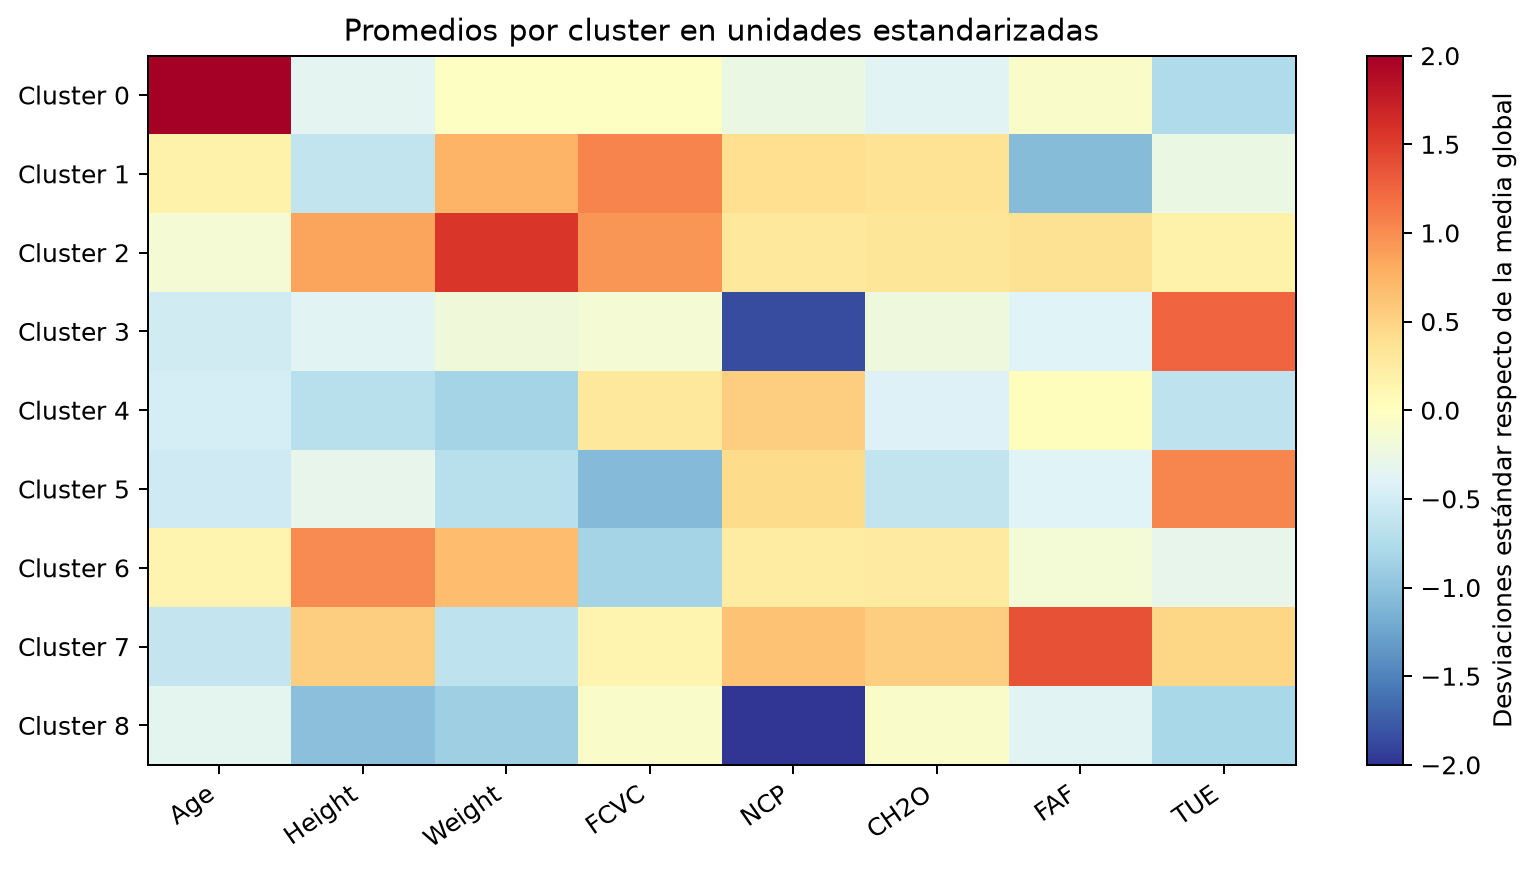 Promedios por cluster en unidades estandarizadas
Cluster 0
Cluster 1
Cluster 2
Cluster 3
Cluster 4
Cluster 5
Cluster 6
Cluster 7
Cluster 8
Age
Height
Weight
FCVC
NCP
CH2O
FAF
TUE
2.0
1.5
1.0
0.5
0.0
−0.5
−1.0
−1.5
−2.0
Desviaciones estándar respecto de la media global